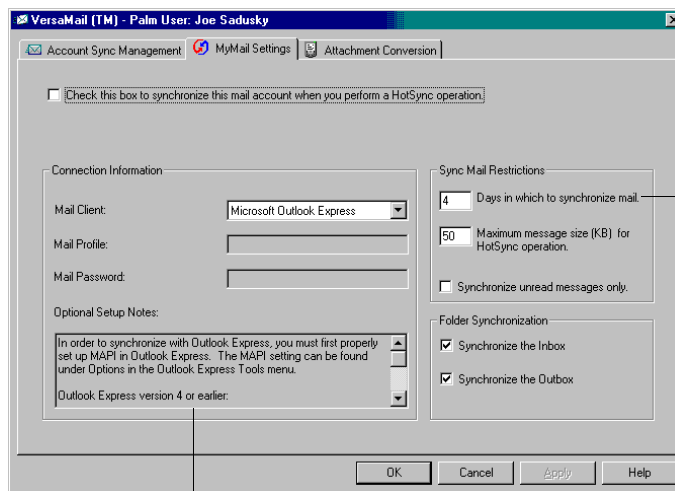 VersaMail (TM) - Palm User: Joe Sadusky
Account Sync Management
MyMail Settings
Attachment Conversion
Check this box to synchronize this mail account when you perform a HotSync operation.
Connection Information
Mail Client:
Microsoft Outlook Express
Mail Profile:
Mail Password:
Optional Setup Notes:
In order to synchronize with Outlook Express, you must first properly
set up MAPI in Outlook Express. The MAPI setting can be found
under Options in the Outlook Express Tools menu.
Outlook Express version 4 or earlier:
Sync Mail Restrictions
4 Days in which to synchronize mail.
50 Maximum message size (KB) for
HotSync operation.
Synchronize unread messages only.
Folder Synchronization
Synchronize the Inbox
Synchronize the Outbox
OK
Cancel
Apply
Help